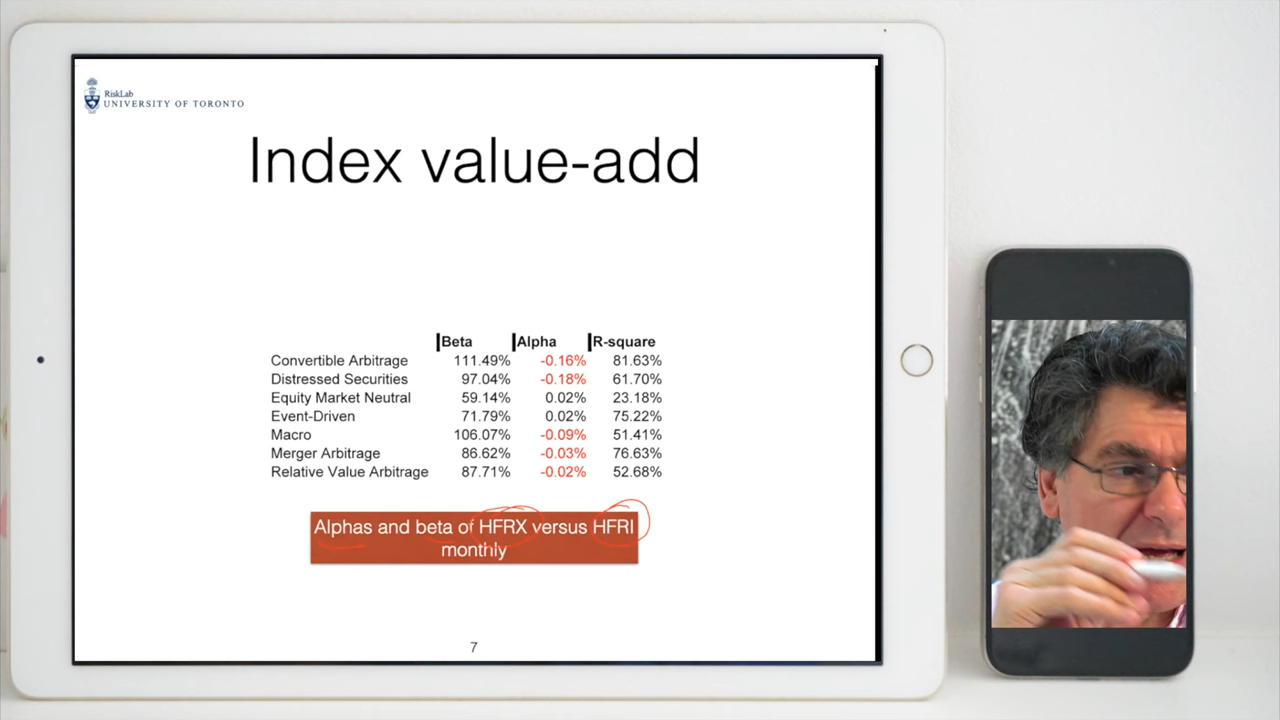 RiskLab
UNIVERSITY OF TORONTO
Index value-add
Beta Alpha R-square
Convertible Arbitrage 111.49% -0.16% 81.63%
Distressed Securities 97.04% -0.18% 61.70%
Equity Market Neutral 59.14% 0.02% 23.18%
Event-Driven 71.79% 0.02% 75.22%
Macro 106.07% -0.09% 51.41%
Merger Arbitrage 86.62% -0.03% 76.63%
Relative Value Arbitrage 87.71% -0.02% 52.68%
Alphas and beta of HFRX versus HFRI
monthly
7